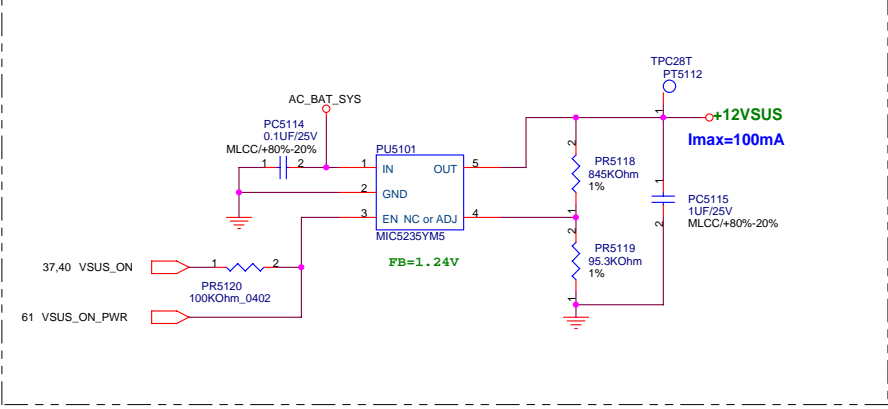 TPC28T
PT5112
1
AC_BAT_SYS
+12VSUS
Imax=100mA
PC5114
0.1UF/25V
MLCC/+80%-20%
1
2
PU5101
1
IN
OUT
5
2
GND
3
EN
NC or ADJ
4
MIC5235YM5
FB=1.24V
2
PR5118
845KOhm
1%
1
2
PR5119
95.3KOhm
1%
1
1
PC5115
1UF/25V
MLCC/+80%-20%
2
37,40 VSUS_ON
1
2
PR5120
100KOhm_0402
61 VSUS_ON_PWR